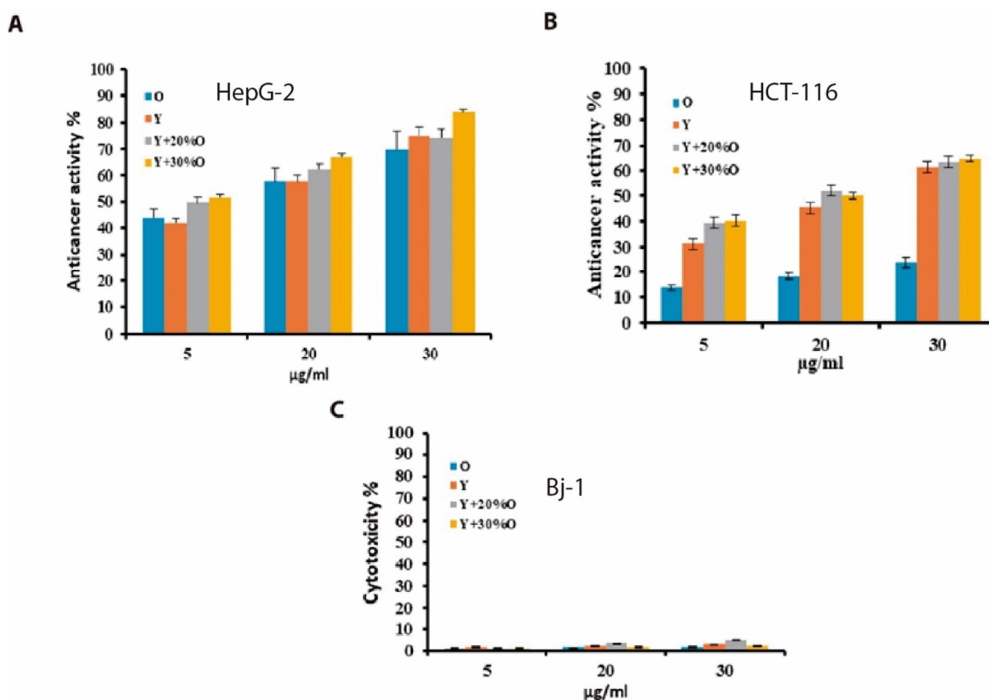 A
Anticancer activity %
100
90
80
70
60
50
40
30
20
10
0
HepG-2
O
Y
Y+20%O
Y+30%O
5 20 30
µg/ml
B
Anticancer activity %
100
90
80
70
60
50
40
30
20
10
0
HCT-116
O
Y
Y+20%O
Y+30%O
5 20 30
µg/ml
C
Cytotoxicity %
100
90
80
70
60
50
40
30
20
10
0
Bj-1
O
Y
Y+20%O
Y+30%O
5 20 30
µg/ml